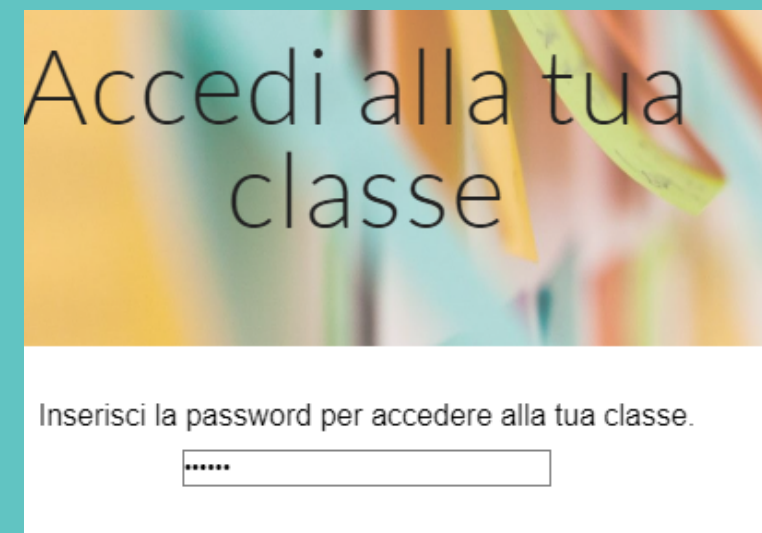 Accedi alla tua
classe
Inserisci la password per accedere alla tua classe.
••••••